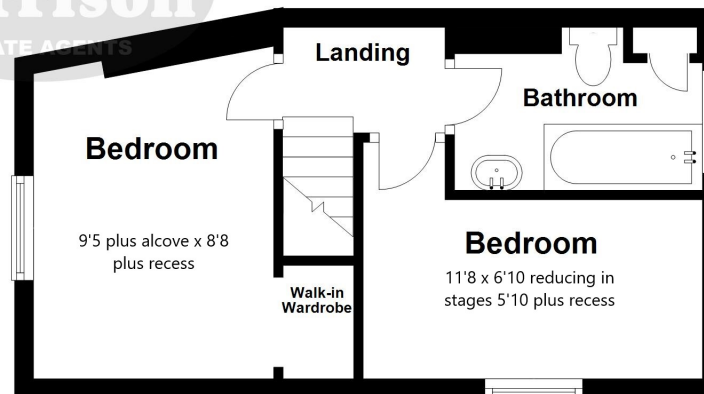 rrison
ATE AGENTS
Landing
Bathroom
Bedroom
9'5 plus alcove x 8'8
plus recess
Bedroom
11'8 x 6'10 reducing in
stages 5'10 plus recess
Walk-in
Wardrobe